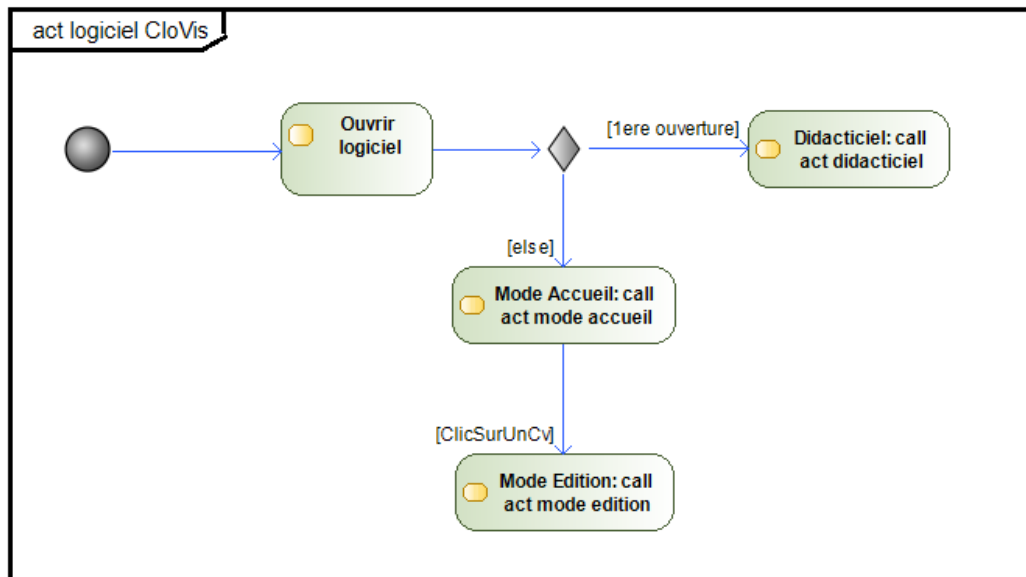 act logiciel CloVis
Ouvrir
logiciel
[1ere ouverture]
Didacticiel: call
act didacticiel
[else]
Mode Accueil: call
act mode accueil
[ClicSurUnCv]
Mode Edition: call
act mode edition